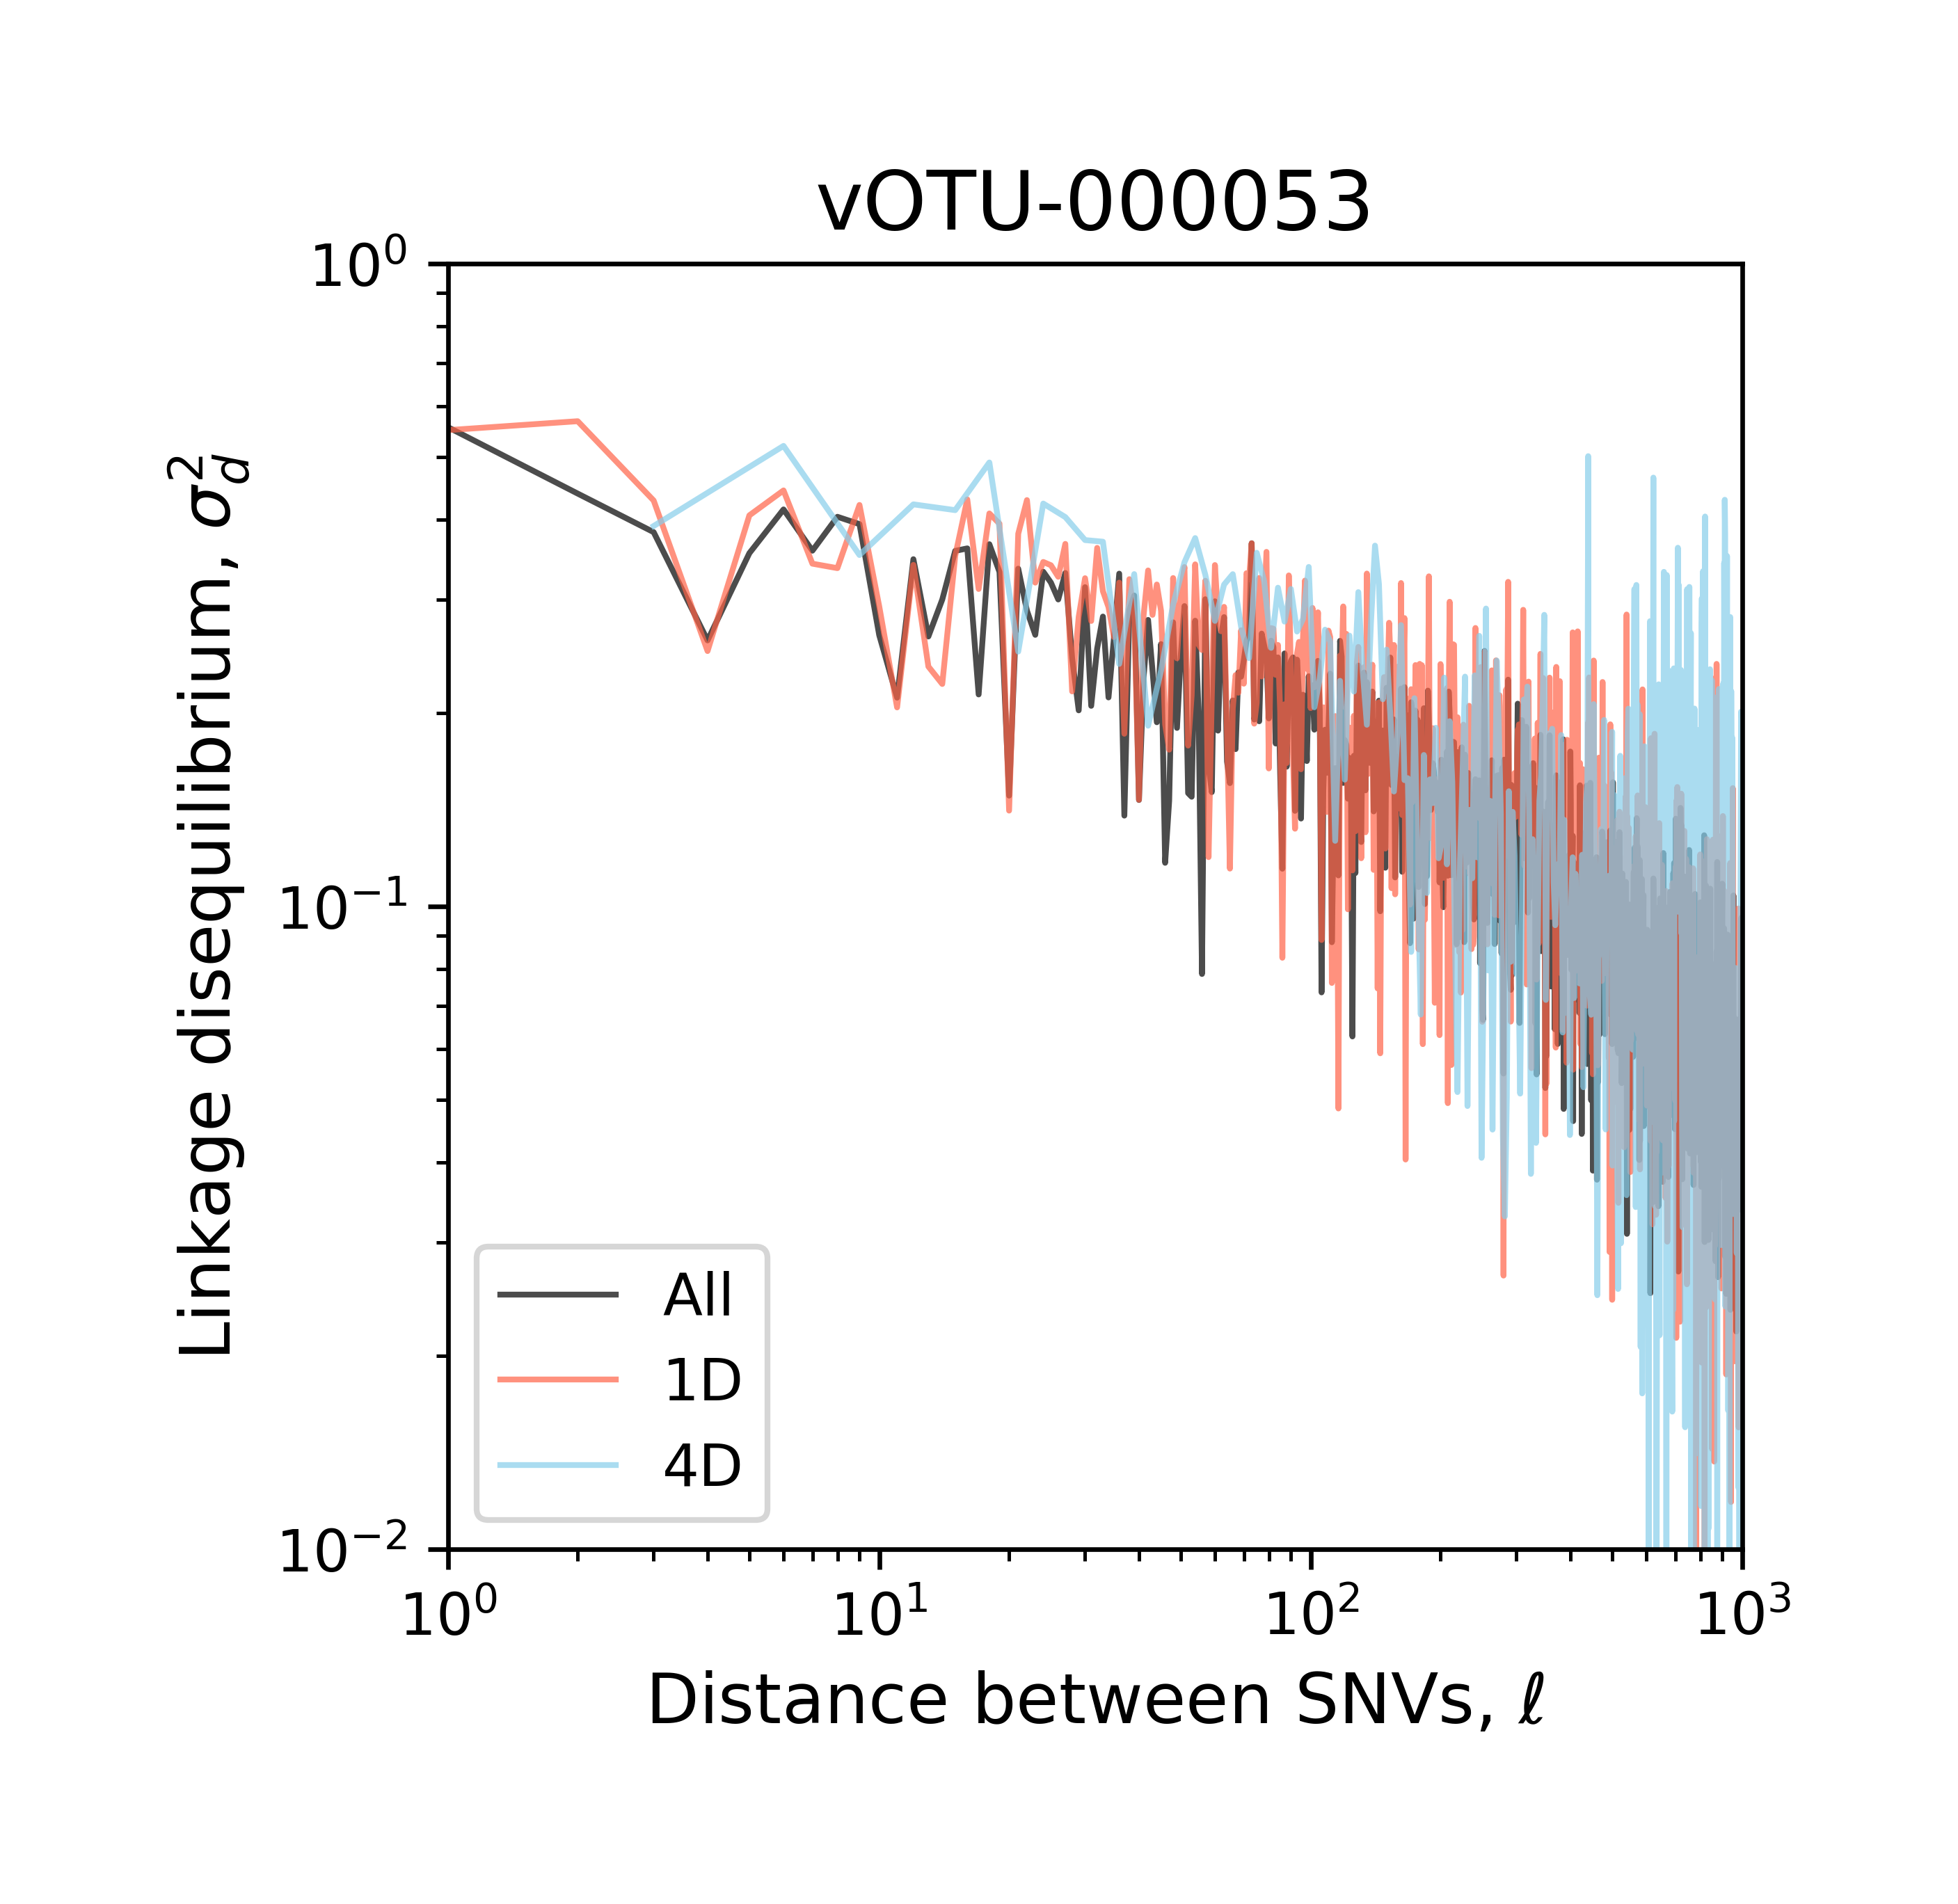 vOTU-000053
Linkage disequilibrium, σ²_d
10⁰
10⁻¹
10⁻²
All
1D
4D
10⁰ 10¹ 10² 10³
Distance between SNVs, ℓ